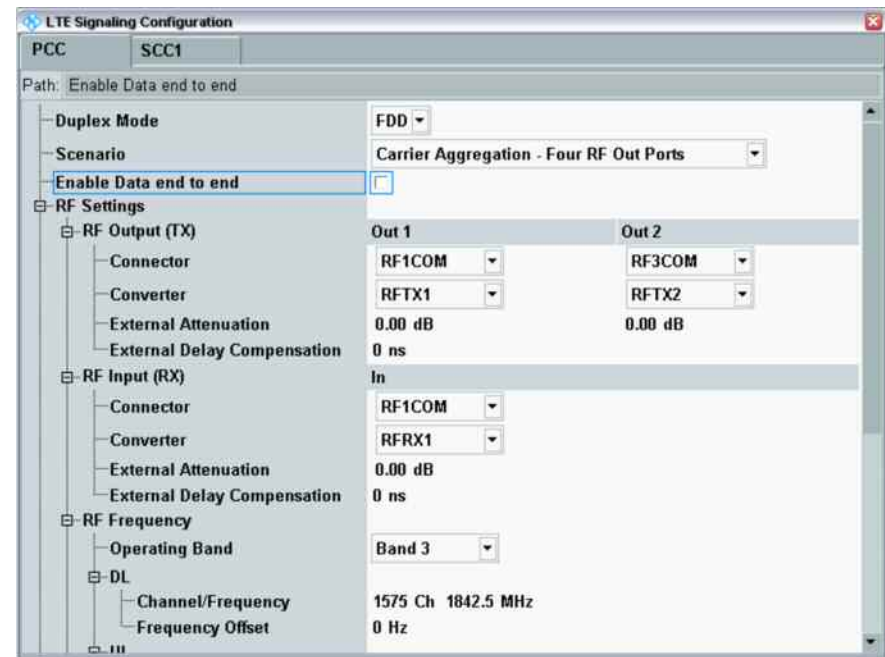 LTE Signaling Configuration
PCC SCC1
Path: Enable Data end to end
Duplex Mode FDD
Scenario Carrier Aggregation - Four RF Out Ports
Enable Data end to end
RF Settings
RF Output (TX) Out 1 Out 2
Connector RF1COM RF3COM
Converter RFTX1 RFTX2
External Attenuation 0.00 dB 0.00 dB
External Delay Compensation 0 ns
RF Input (RX) In
Connector RF1COM
Converter RFRX1
External Attenuation 0.00 dB
External Delay Compensation 0 ns
RF Frequency
Operating Band Band 3
DL
Channel/Frequency 1575 Ch 1842.5 MHz
Frequency Offset 0 Hz